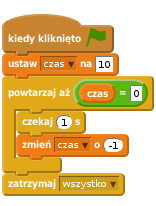 kiedy kliknięto
ustaw czas na 10
powtarzaj aż czas = 0
czekaj 1 s
zmień czas o -1
zatrzymaj wszystko